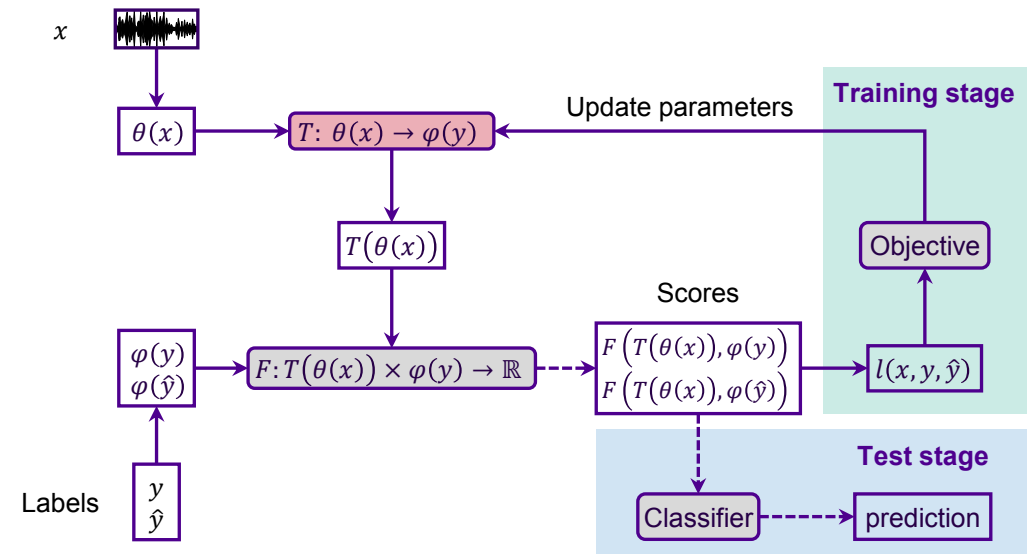 x
θ(x)
T: θ(x) → φ(y)
Update parameters
Training stage
T(θ(x))
Objective
Scores
φ(y)
φ(ŷ)
F: T(θ(x)) × φ(y) → ℝ
F(T(θ(x)), φ(y))
F(T(θ(x)), φ(ŷ))
l(x, y, ŷ)
Test stage
Labels
y
ŷ
Classifier
prediction